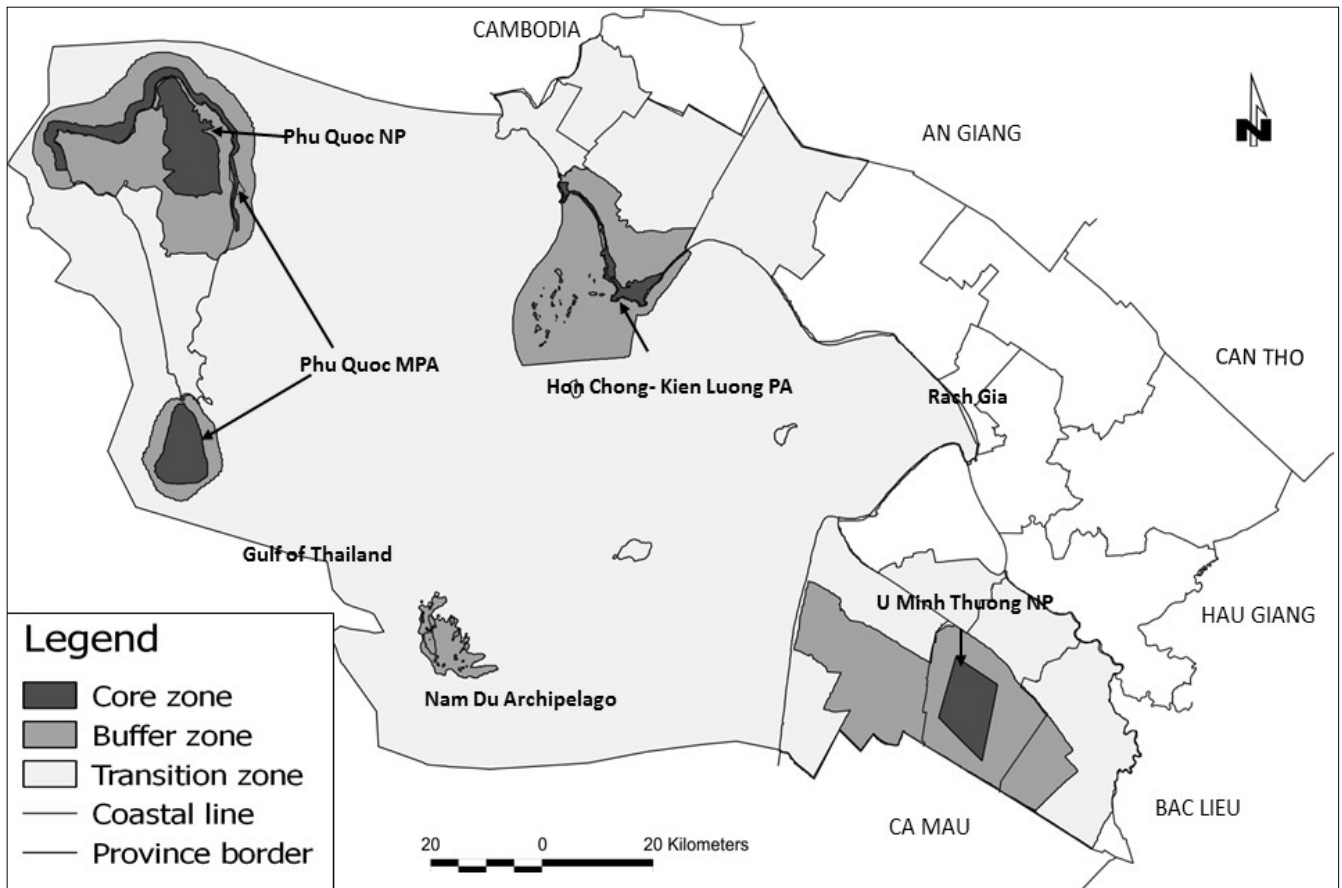 CAMBODIA
AN GIANG
N
Phu Quoc NP
Phu Quoc MPA
Hon Chong- Kien Luong PA
Rach Gia
CAN THO
Gulf of Thailand
U Minh Thuong NP
HAU GIANG
Nam Du Archipelago
CA MAU
BAC LIEU
Legend
Core zone
Buffer zone
Transition zone
Coastal line
Province border
20 0 20 Kilometers